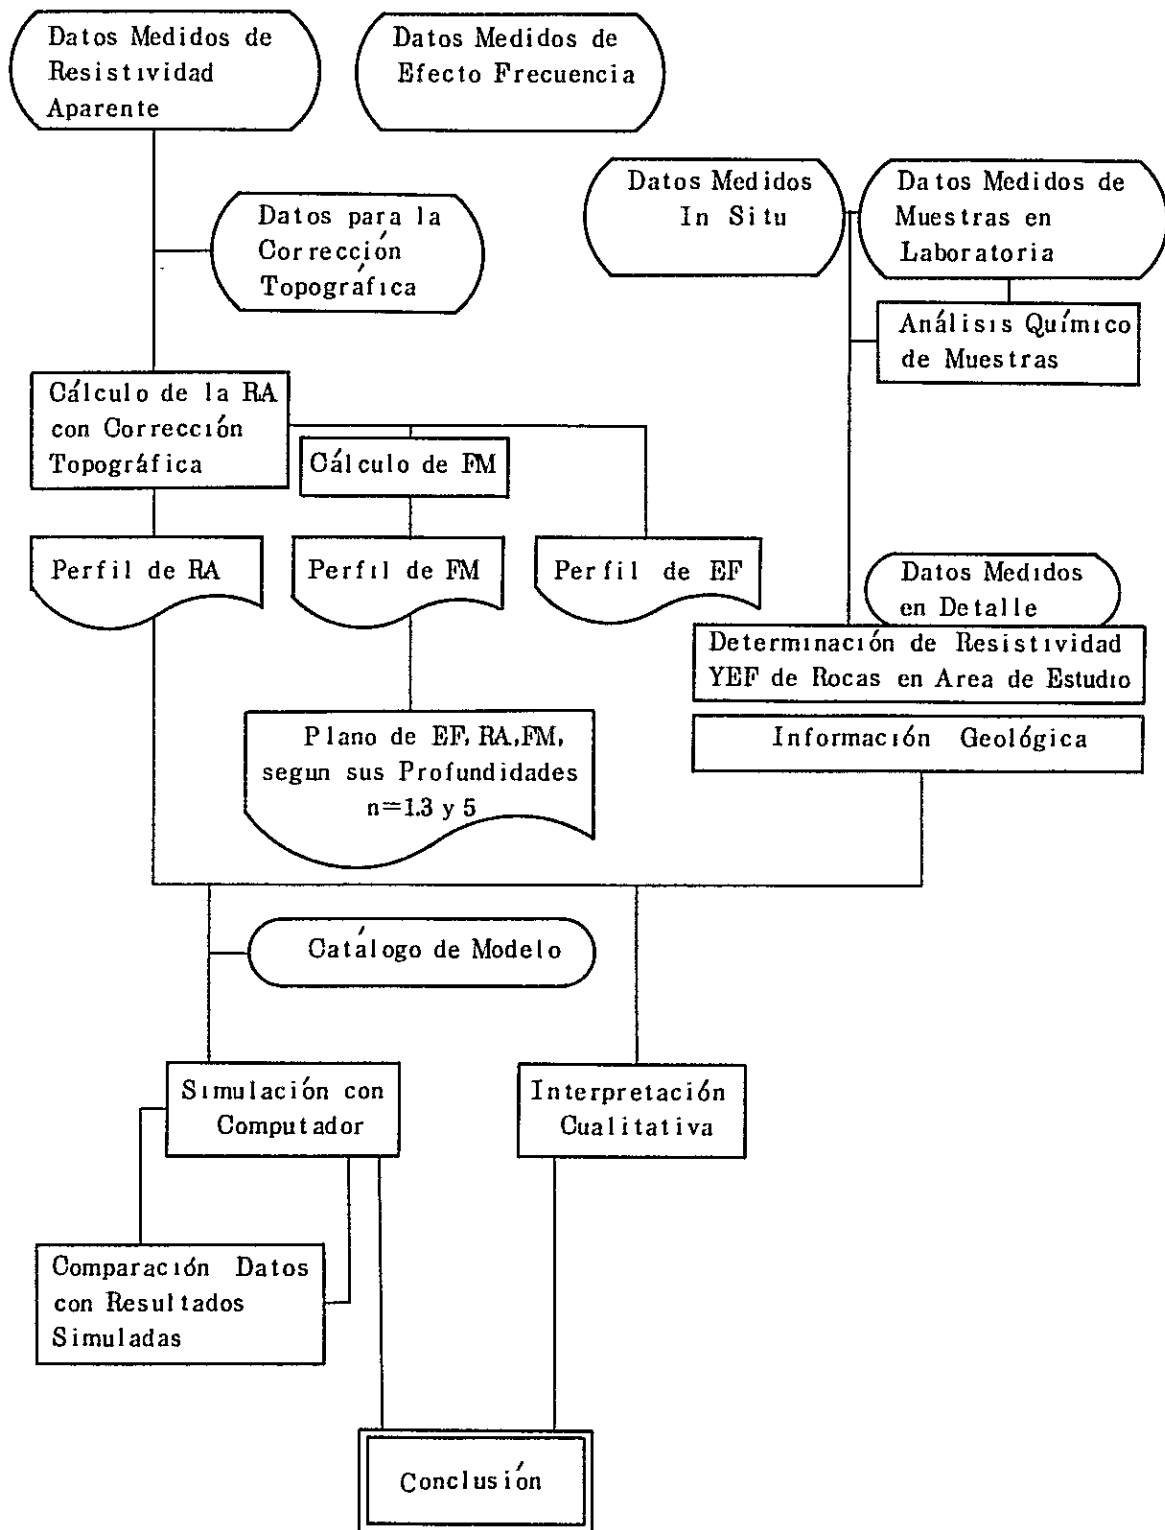 Datos Medidos de
Resistividad
Aparente
Datos Medidos de
Efecto Frecuencia
Datos para la
Corrección
Topográfica
Datos Medidos
In Situ
Datos Medidos de
Muestras en
Laboratoria
Análisis Químico
de Muestras
Cálculo de la RA
con Corrección
Topográfica
Cálculo de FM
Perfil de RA
Perfil de FM
Perfil de EF
Datos Medidos
en Detalle
Determinación de Resistividad
YEF de Rocas en Area de Estudio
Información Geológica
Plano de EF, RA,FM,
segun sus Profundidades
n=1.3 y 5
Catálogo de Modelo
Simulación con
Computador
Interpretación
Cualitativa
Comparación Datos
con Resultados
Simuladas
Conclusión